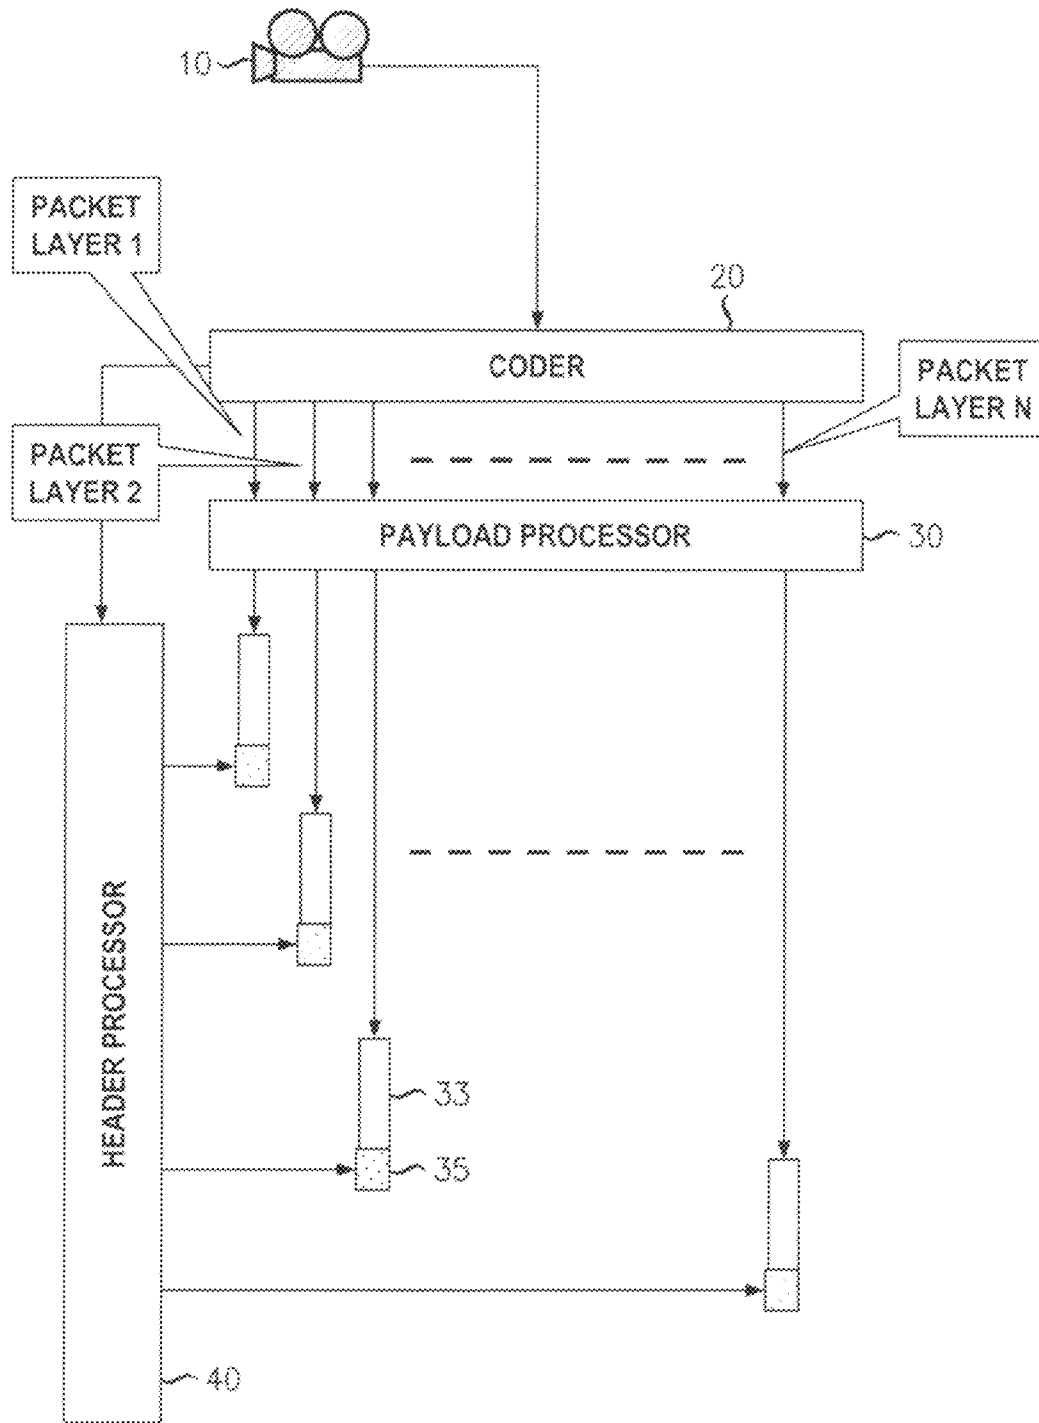 10
PACKET
LAYER 1
20
CODER
PACKET
LAYER N
PACKET
LAYER 2
PAYLOAD PROCESSOR
30
HEADER PROCESSOR
33
35
40